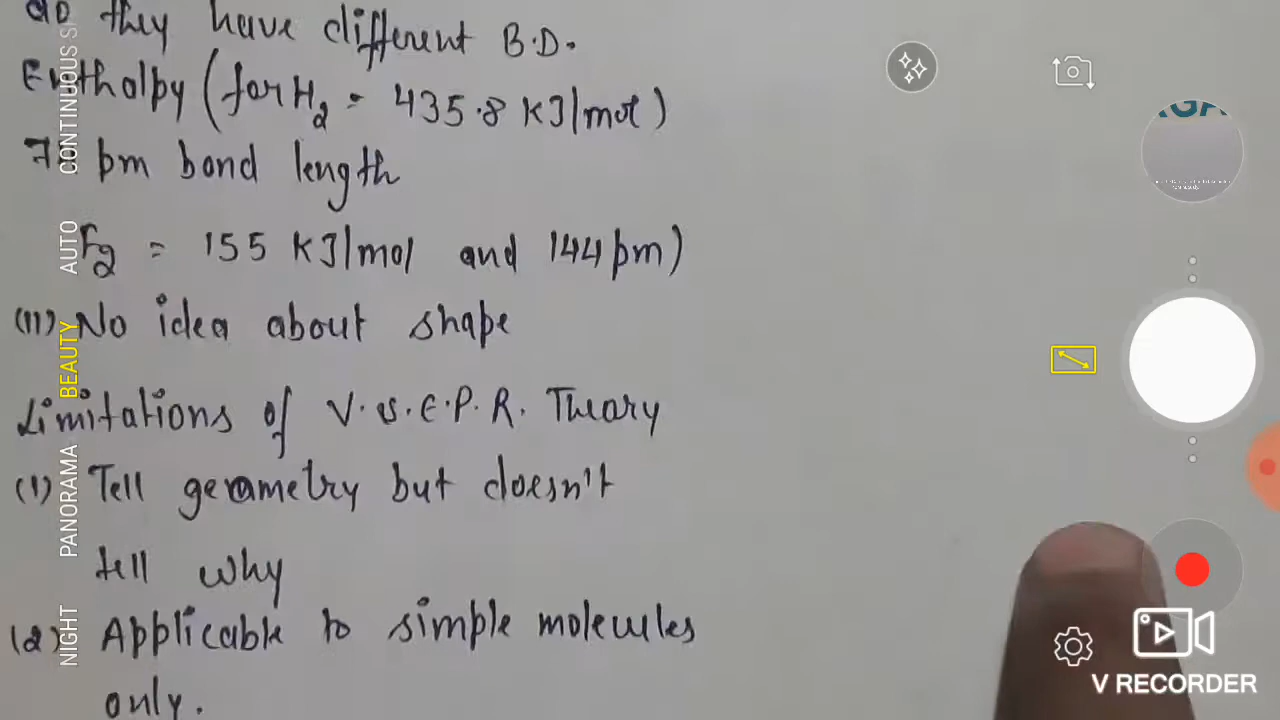 do they have different B.D.
Enthalpy (for H2 = 435.8 KJ/mol)
pm bond length
F2 = 155 KJ/mol and 144 pm)
(11) No idea about shape
Limitations of V.S.E.P.R. Theory
(1) Tell geometry but doesn't
tell why
(2) Applicable to simple molecules
only.
CONTINUOUS
AUTO
BEAUTY
PANORAMA
NIGHT
V RECORDER